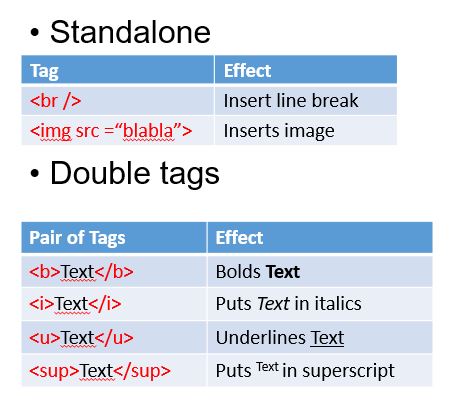 • Standalone
Tag Effect
<br /> Insert line break
<img src =“blabla”> Inserts image
• Double tags
Pair of Tags Effect
<b>Text</b> Bolds Text
<i>Text</i> Puts Text in italics
<u>Text</u> Underlines Text
<sup>Text</sup> Puts Text in superscript